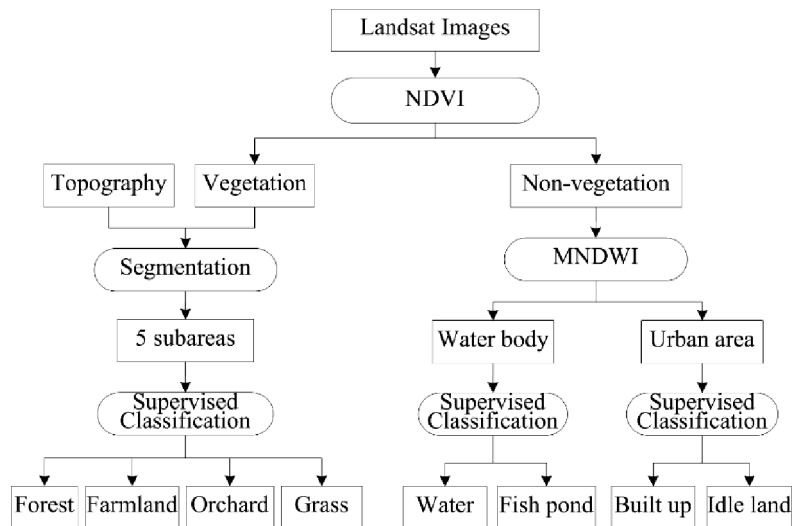 Landsat Images
NDVI
Topography
Vegetation
Non-vegetation
Segmentation
MNDWI
5 subareas
Water body
Urban area
Supervised
Classification
Supervised
Classification
Supervised
Classification
Forest
Farmland
Orchard
Grass
Water
Fish pond
Built up
Idle land